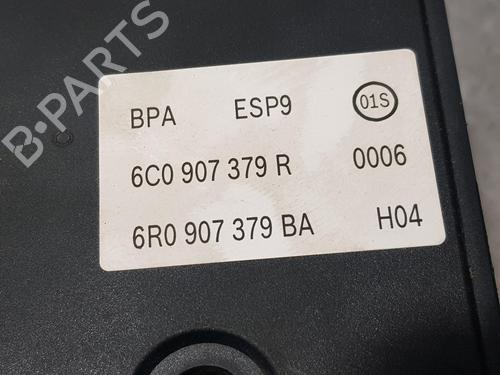 BPA ESP9 01S
6C0 907 379 R 0006
6R0 907 379 BA H04
B·PARTS